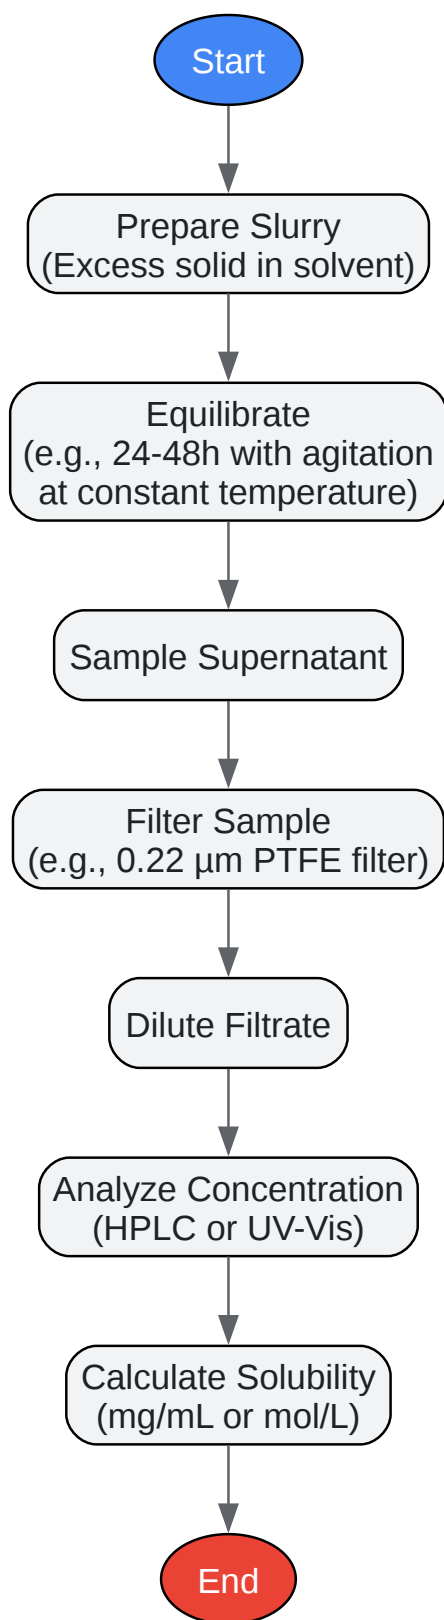 Start
Prepare Slurry
(Excess solid in solvent)
Equilibrate
(e.g., 24-48h with agitation
at constant temperature)
Sample Supernatant
Filter Sample
(e.g., 0.22 µm PTFE filter)
Dilute Filtrate
Analyze Concentration
(HPLC or UV-Vis)
Calculate Solubility
(mg/mL or mol/L)
End